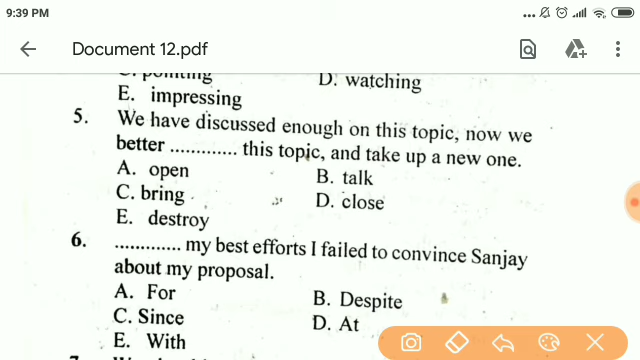 9:39 PM
Document 12.pdf
C. pointing D. watching
E. impressing
5. We have discussed enough on this topic, now we
better ............. this topic, and take up a new one.
A. open B. talk
C. bring D. close
E. destroy
6. ............. my best efforts I failed to convince Sanjay
about my proposal.
A. For B. Despite
C. Since D. At
E. With